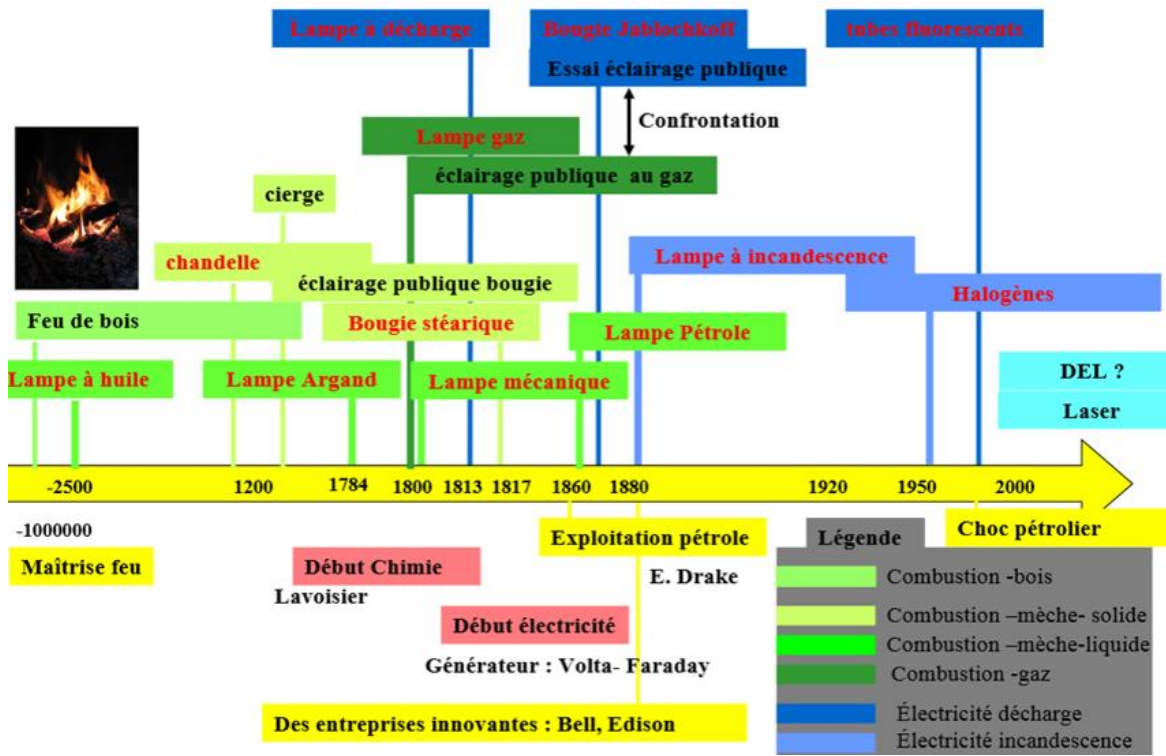 Lampe à décharge
Bougie Jablochkoff
tubes fluorescents
Essai éclairage publique
Confrontation
Lampe gaz
éclairage publique au gaz
cierge
chandelle
Lampe à incandescence
éclairage publique bougie
Halogènes
Feu de bois
Bougie stéarique
Lampe Pétrole
Lampe à huile
Lampe Argand
Lampe mécanique
DEL ?
Laser
-2500 1200 1784 1800 1813 1817 1860 1880 1920 1950 2000
-1000000
Maîtrise feu
Début Chimie
Lavoisier
Exploitation pétrole
E. Drake
Choc pétrolier
Début électricité
Générateur : Volta- Faraday
Des entreprises innovantes : Bell, Edison
Légende
Combustion -bois
Combustion –mèche- solide
Combustion –mèche-liquide
Combustion -gaz
Électricité décharge
Électricité incandescence